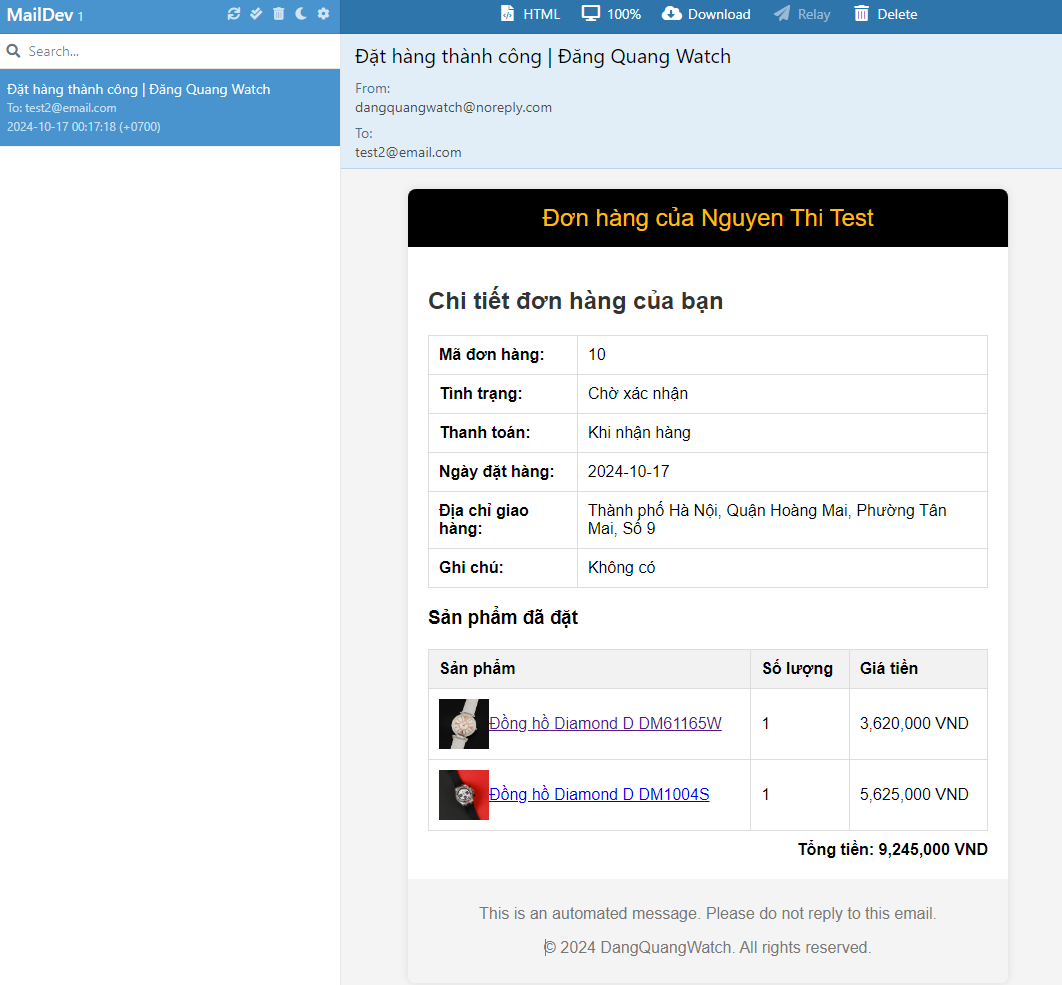 MailDev 1
HTML 100% Download Relay Delete
Search...
Đặt hàng thành công | Đăng Quang Watch
To: test2@email.com
2024-10-17 00:17:18 (+0700)
Đặt hàng thành công | Đăng Quang Watch
From:
dangquangwatch@noreply.com
To:
test2@email.com
Đơn hàng của Nguyen Thi Test
Chi tiết đơn hàng của bạn
Mã đơn hàng: 10
Tình trạng: Chờ xác nhận
Thanh toán: Khi nhận hàng
Ngày đặt hàng: 2024-10-17
Địa chỉ giao
hàng:
Thành phố Hà Nội, Quận Hoàng Mai, Phường Tân
Mai, Số 9
Ghi chú: Không có
Sản phẩm đã đặt
Sản phẩm Số lượng Giá tiền
Đồng hồ Diamond D DM61165W 1 3,620,000 VND
Đồng hồ Diamond D DM1004S 1 5,625,000 VND
Tổng tiền: 9,245,000 VND
This is an automated message. Please do not reply to this email.
© 2024 DangQuangWatch. All rights reserved.